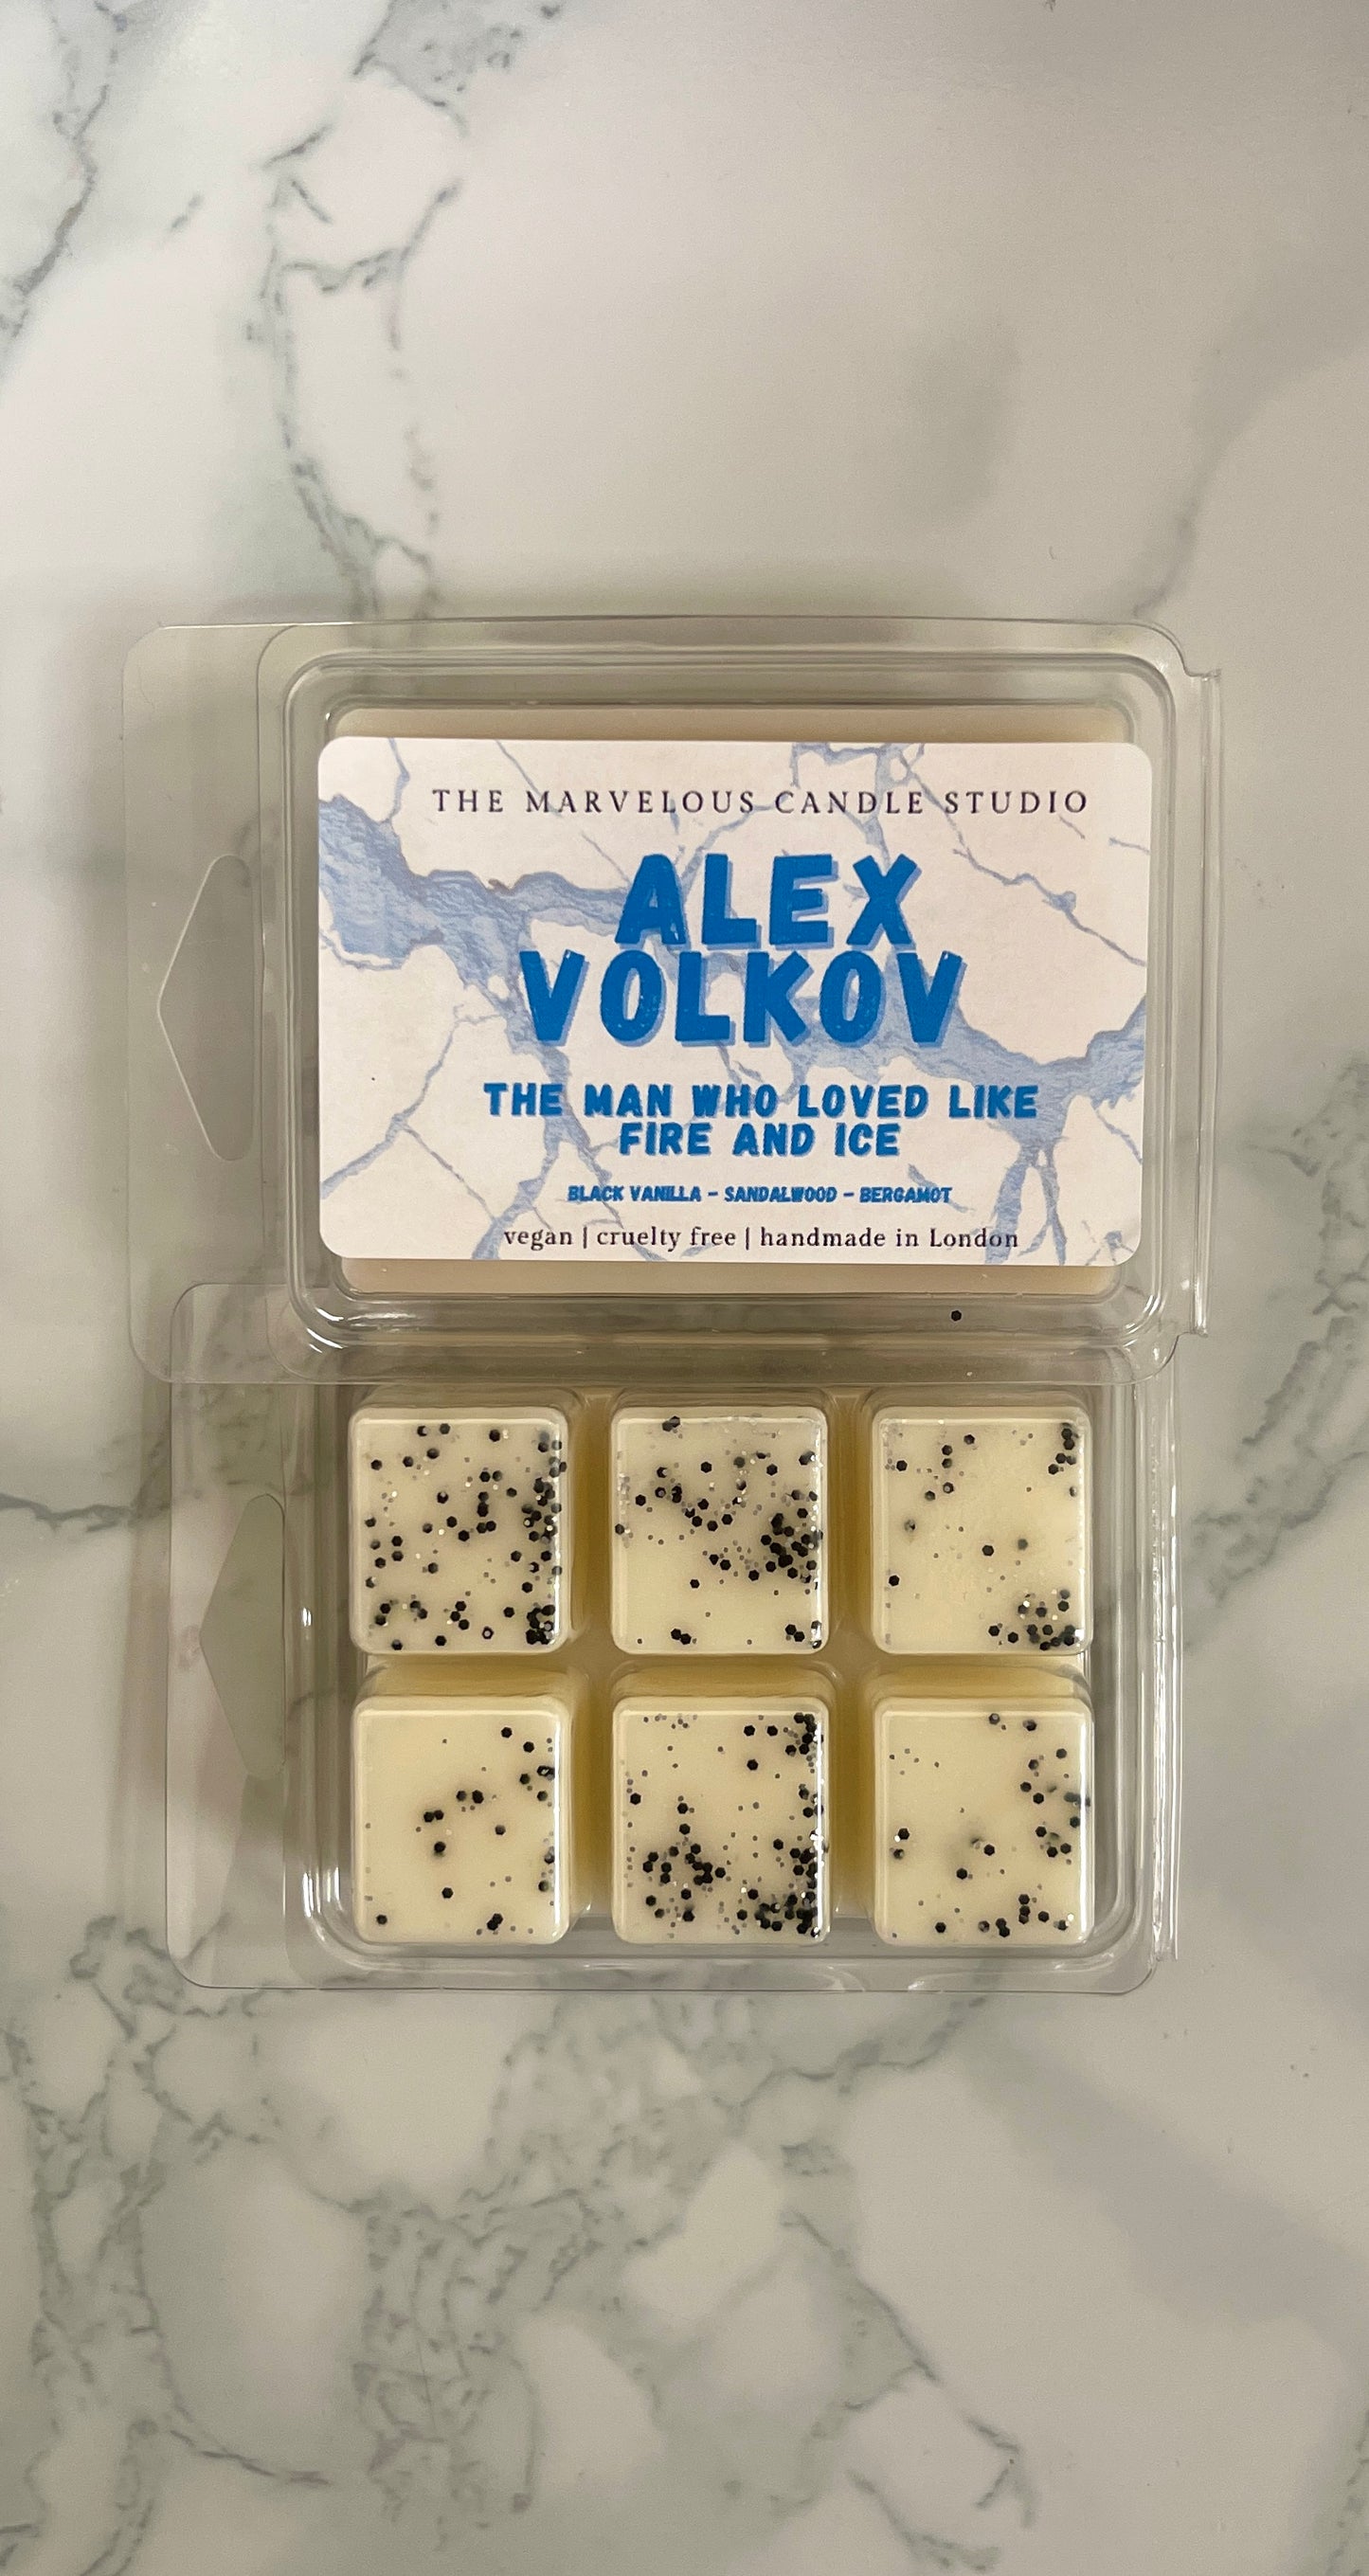 THE MARVELOUS CANDLE STUDIO
ALEX
VOLKOV
THE MAN WHO LOVED LIKE
FIRE AND ICE
BLACK VANILLA - SANDALWOOD - BERGAMOT
vegan | cruelty free | handmade in London